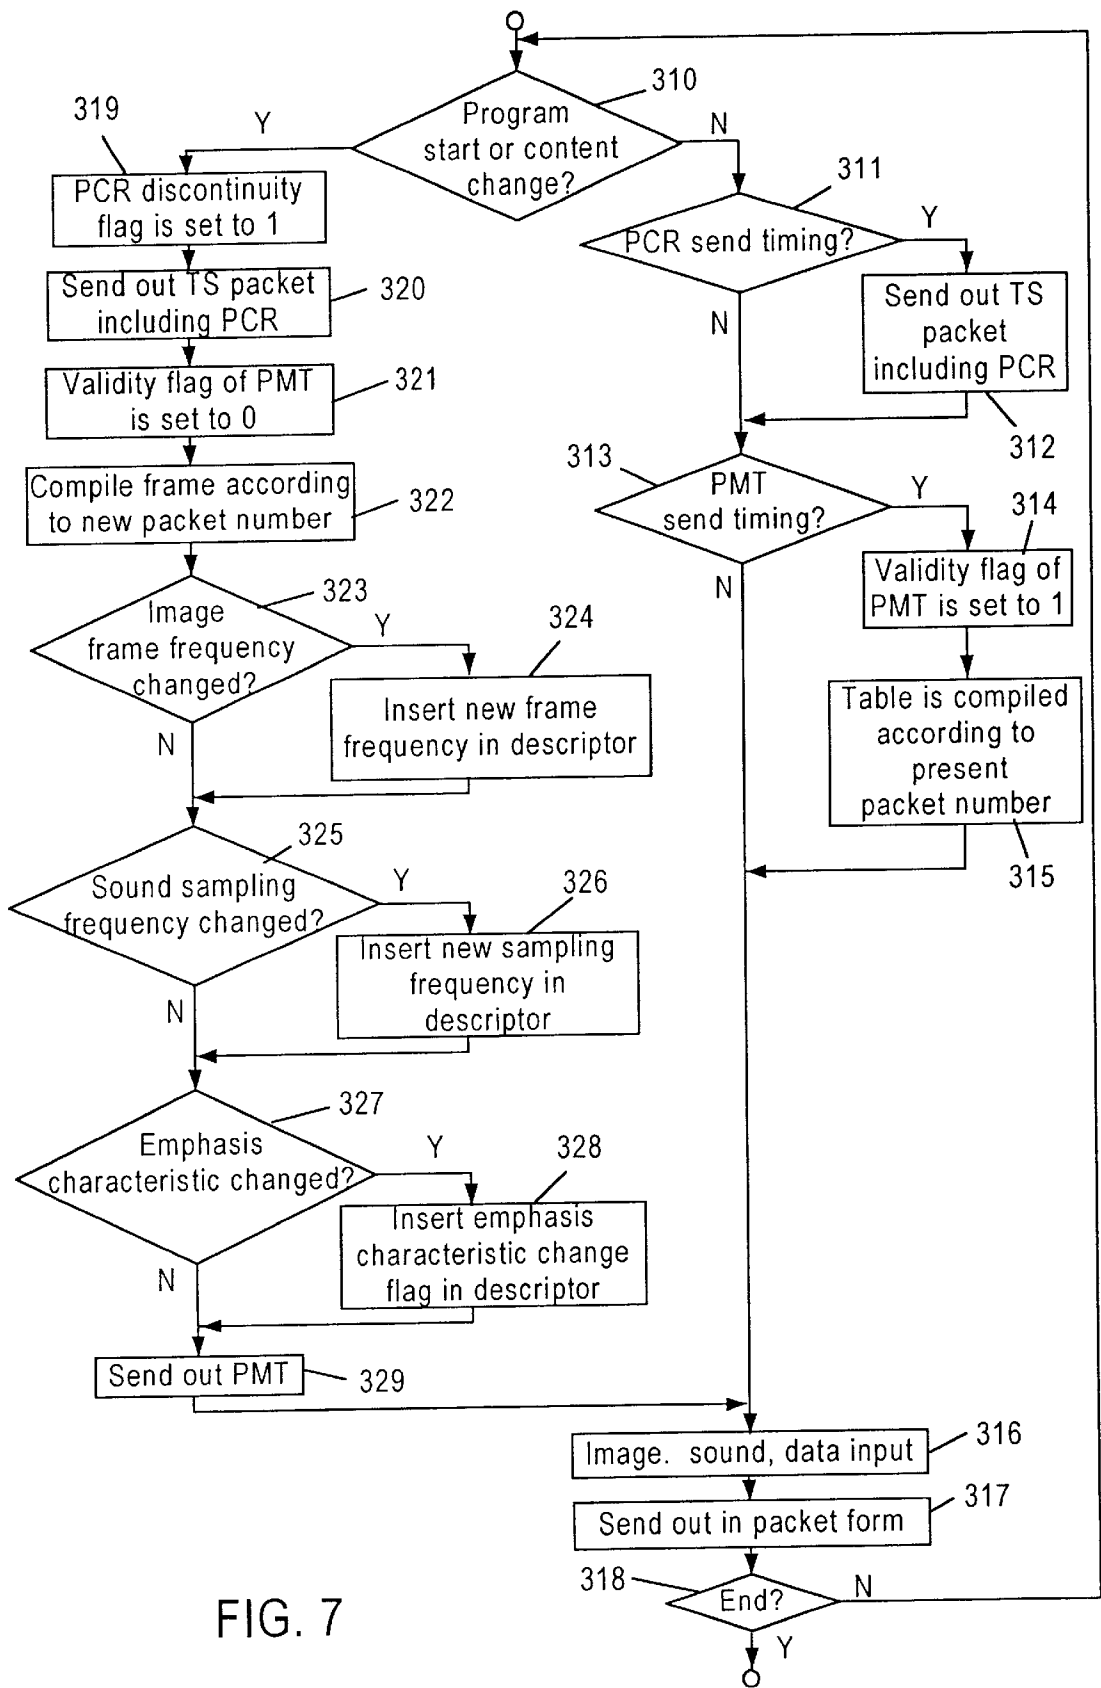 310
Program
start or content
change?
Y
N
319
PCR discontinuity
flag is set to 1
320
Send out TS packet
including PCR
321
Validity flag of PMT
is set to 0
322
Compile frame according
to new packet number
323
Image
frame frequency
changed?
Y
N
324
Insert new frame
frequency in descriptor
325
Sound sampling
frequency changed?
Y
N
326
Insert new sampling
frequency in
descriptor
327
Emphasis
characteristic changed?
Y
N
328
Insert emphasis
characteristic change
flag in descriptor
Send out PMT
329
311
PCR send timing?
Y
N
Send out TS
packet
including PCR
312
313
PMT
send timing?
Y
N
314
Validity flag of
PMT is set to 1
Table is compiled
according to
present
packet number
315
Image. sound, data input
316
Send out in packet form
317
318
End?
N
Y
FIG. 7